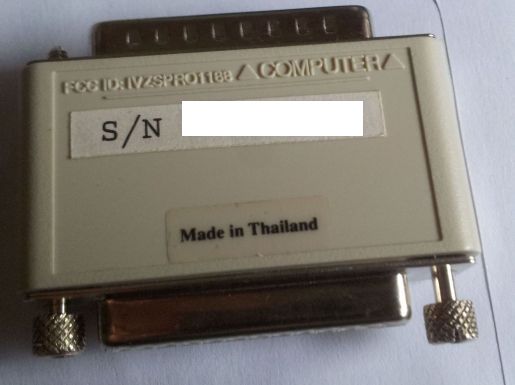 FCC ID: IVZSPRO1188 △COMPUTER△
S/N
Made in Thailand